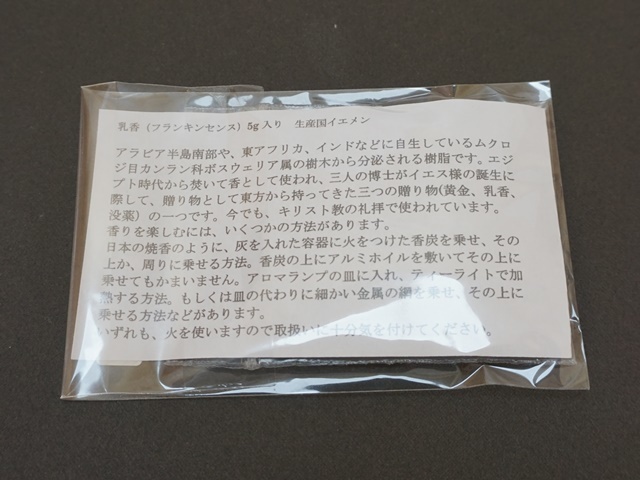 乳香（フランキンセンス）5g入り　生産国イエメン
アラビア半島南部や、東アフリカ、インドなどに自生しているムクロ
ジ目カンラン科ボスウェリア属の樹木から分泌される樹脂です。エジ
プト時代から焚いて香として使われ、三人の博士がイエス様の誕生に
際して、贈り物として東方から持ってきた三つの贈り物(黄金、乳香、
没薬）の一つです。今でも、キリスト教の礼拝で使われています。
香りを楽しむには、いくつかの方法があります。
日本の焼香のように、灰を入れた容器に火をつけた香炭を乗せ、その
上か、周りに乗せる方法。香炭の上にアルミホイルを敷いてその上に
乗せてもかまいません。アロマランプの皿に入れ、ティーライトで加
熱する方法。もしくは皿の代わりに細かい金属の網を乗せ、その上に
乗せる方法などがあります。
いずれも、火を使いますので取扱いに十分気を付けてください。